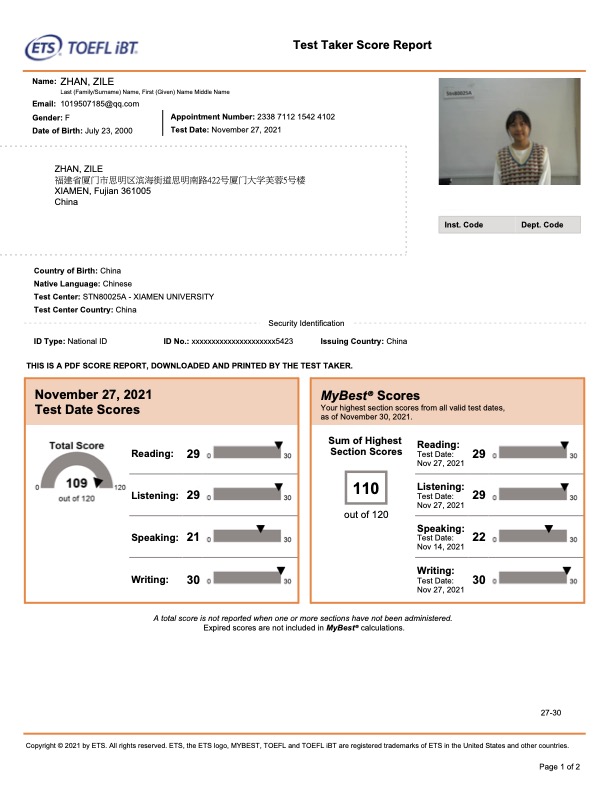 ETS TOEFL iBT®
Test Taker Score Report
Name: ZHAN, ZILE
Last (Family/Surname) Name, First (Given) Name Middle Name
Email: 1019507185@qq.com
Gender: F
Date of Birth: July 23, 2000
Appointment Number: 2338 7112 1542 4102
Test Date: November 27, 2021
ZHAN, ZILE
福建省厦门市思明区滨海街道思明南路422号厦门大学芙蓉5号楼
XIAMEN, Fujian 361005
China
STN80025A
Inst. Code Dept. Code
Country of Birth: China
Native Language: Chinese
Test Center: STN80025A - XIAMEN UNIVERSITY
Test Center Country: China
Security Identification
ID Type: National ID ID No.: xxxxxxxxxxxxxxxxxxxxx5423 Issuing Country: China
THIS IS A PDF SCORE REPORT, DOWNLOADED AND PRINTED BY THE TEST TAKER.
November 27, 2021
Test Date Scores
Total Score
0 109 120
out of 120
Reading: 29 0 30
Listening: 29 0 30
Speaking: 21 0 30
Writing: 30 0 30
MyBest® Scores
Your highest section scores from all valid test dates,
as of November 30, 2021.
Sum of Highest
Section Scores
110
out of 120
Reading:
Test Date:
Nov 27, 2021
29 0 30
Listening:
Test Date:
Nov 27, 2021
29 0 30
Speaking:
Test Date:
Nov 14, 2021
22 0 30
Writing:
Test Date:
Nov 27, 2021
30 0 30
A total score is not reported when one or more sections have not been administered.
Expired scores are not included in MyBest® calculations.
27-30
Copyright © 2021 by ETS. All rights reserved. ETS, the ETS logo, MYBEST, TOEFL and TOEFL iBT are registered trademarks of ETS in the United States and other countries.
Page 1 of 2